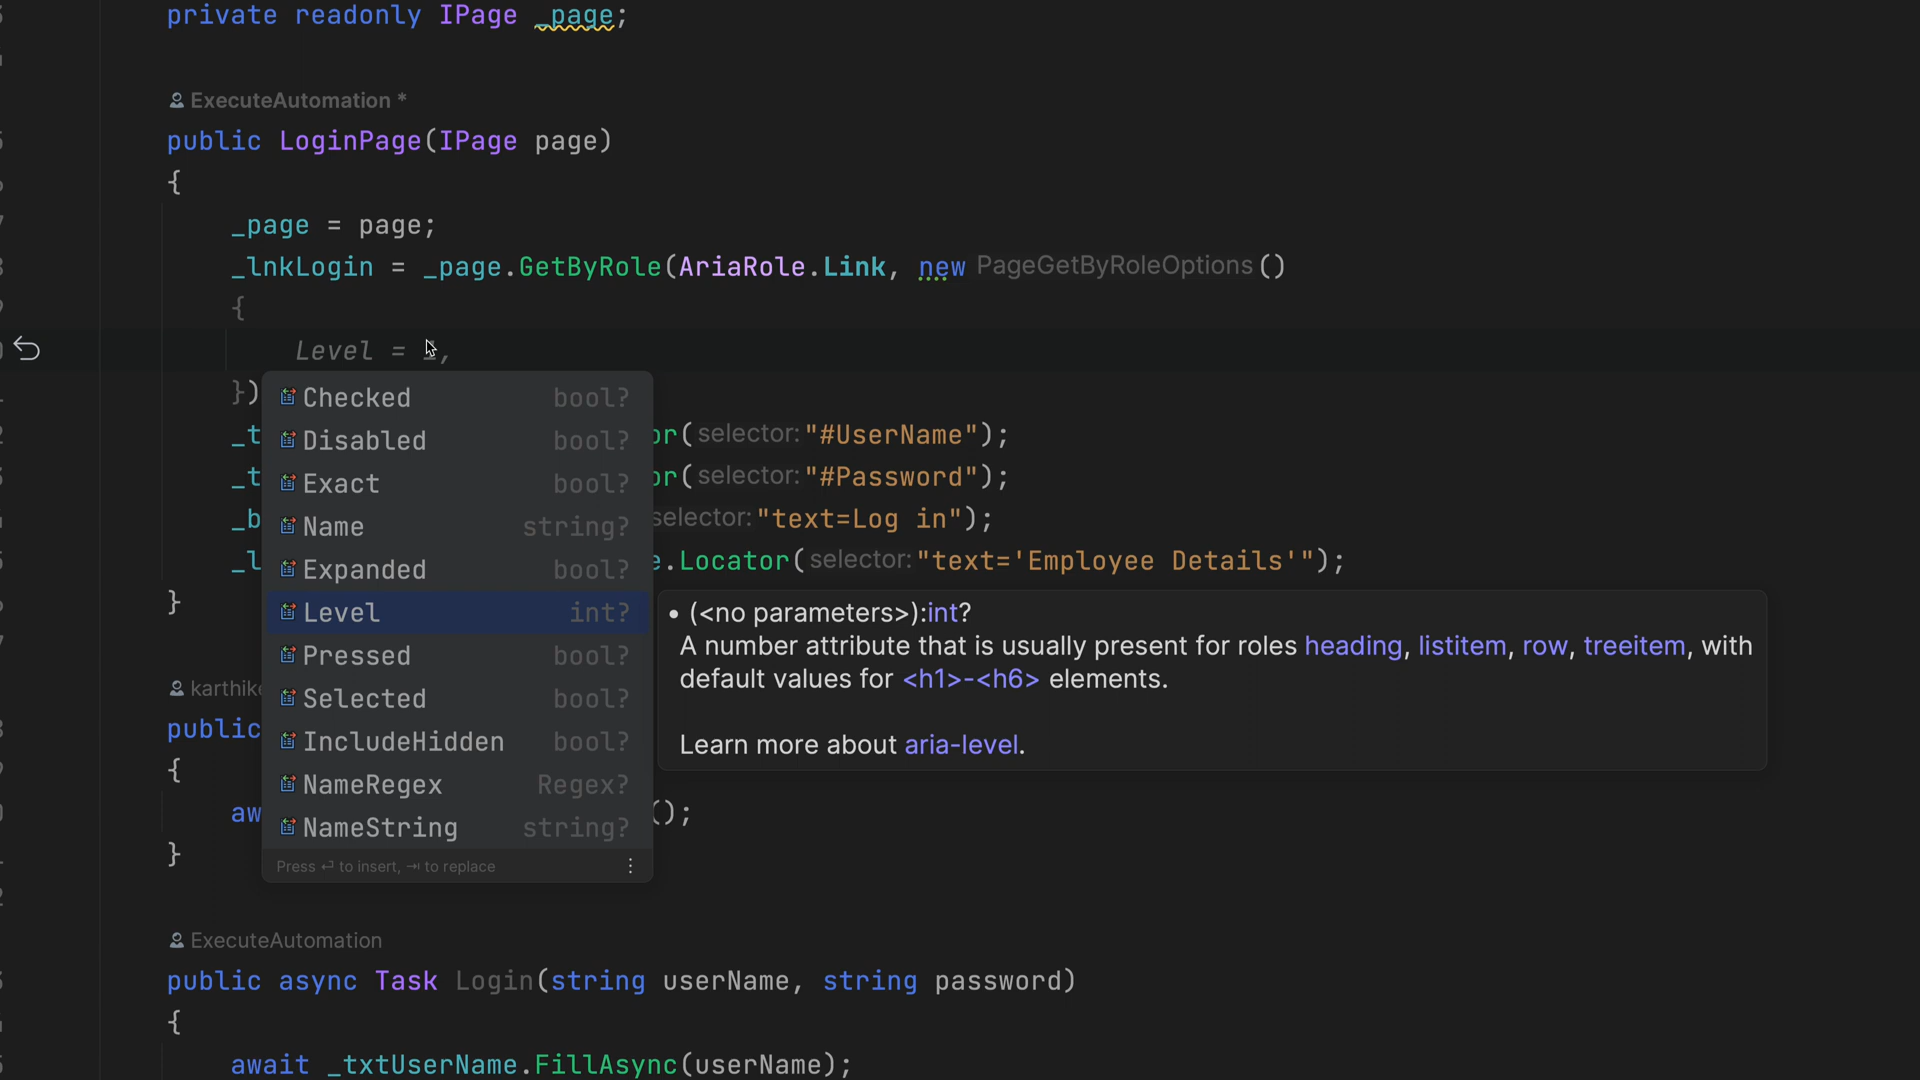 private readonly IPage _page;
ExecuteAutomation *
public LoginPage(IPage page)
{
_page = page;
_lnkLogin = _page.GetByRole(AriaRole.Link, new PageGetByRoleOptions()
{
Level = ,
})
Checked bool?
Disabled bool?
Exact bool?
Name string?
Expanded bool?
Level int?
Pressed bool?
Selected bool?
IncludeHidden bool?
NameRegex Regex?
NameString string?
Press ⏎ to insert, ⇥ to replace
_t or(selector: "#UserName");
_t or(selector: "#Password");
_b selector: "text=Log in");
_l e.Locator(selector: "text='Employee Details'");
}
• (<no parameters>):int?
A number attribute that is usually present for roles heading, listitem, row, treeitem, with
default values for <h1>-<h6> elements.
Learn more about aria-level.
karthike
public
{
aw ();
}
ExecuteAutomation
public async Task Login(string userName, string password)
{
await _txtUserName.FillAsync(userName);